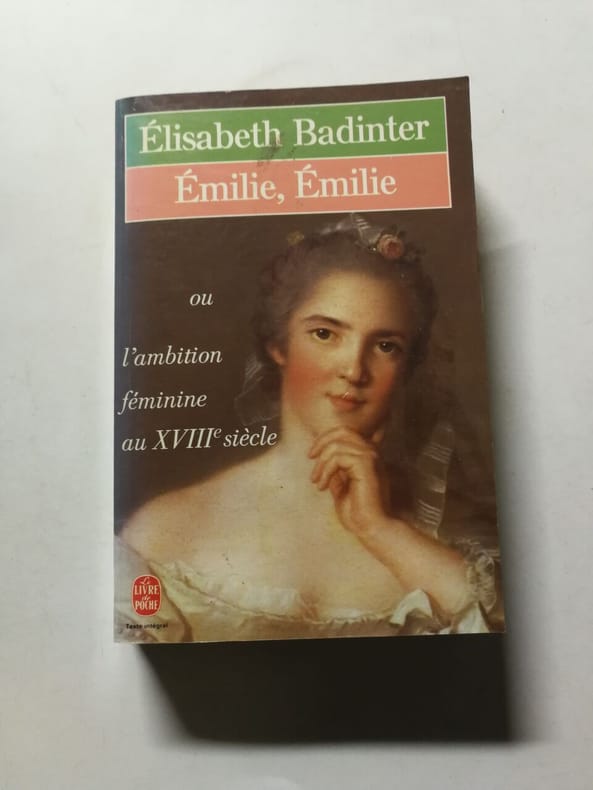 Élisabeth Badinter
Émilie, Émilie
ou
l'ambition
féminine
au XVIIIe siècle
Le
LIVRE
de
POCHE
Texte intégral